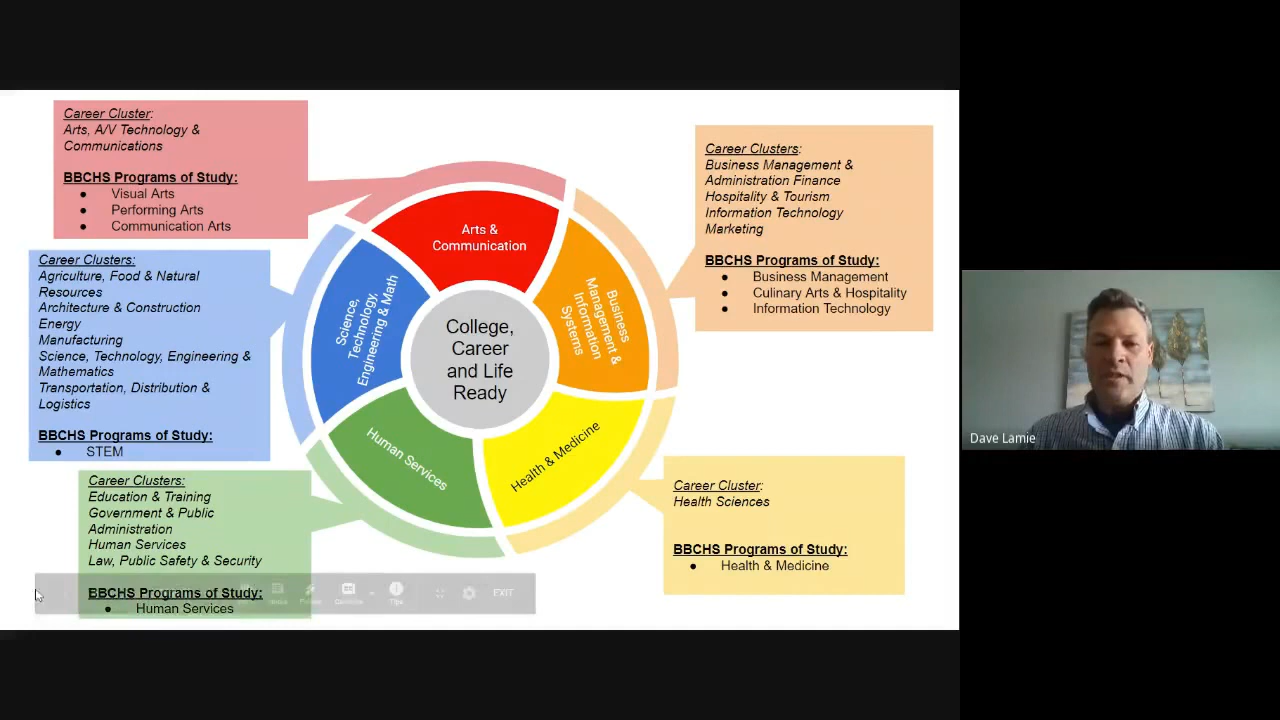 Career Cluster:
Arts, A/V Technology &
Communications
BBCHS Programs of Study:
● Visual Arts
● Performing Arts
● Communication Arts
Career Clusters:
Agriculture, Food & Natural
Resources
Architecture & Construction
Energy
Manufacturing
Science, Technology, Engineering &
Mathematics
Transportation, Distribution &
Logistics
BBCHS Programs of Study:
● STEM
Career Clusters:
Education & Training
Government & Public
Administration
Human Services
Law, Public Safety & Security
BBCHS Programs of Study:
● Human Services
Arts &
Communication
Science,
Technology,
Engineering & Math
Business
Management &
Information
Systems
College,
Career
and Life
Ready
Human Services
Health & Medicine
Career Clusters:
Business Management &
Administration Finance
Hospitality & Tourism
Information Technology
Marketing
BBCHS Programs of Study:
● Business Management
● Culinary Arts & Hospitality
● Information Technology
Career Cluster:
Health Sciences
BBCHS Programs of Study:
● Health & Medicine
Tips
EXIT
Dave Lamie